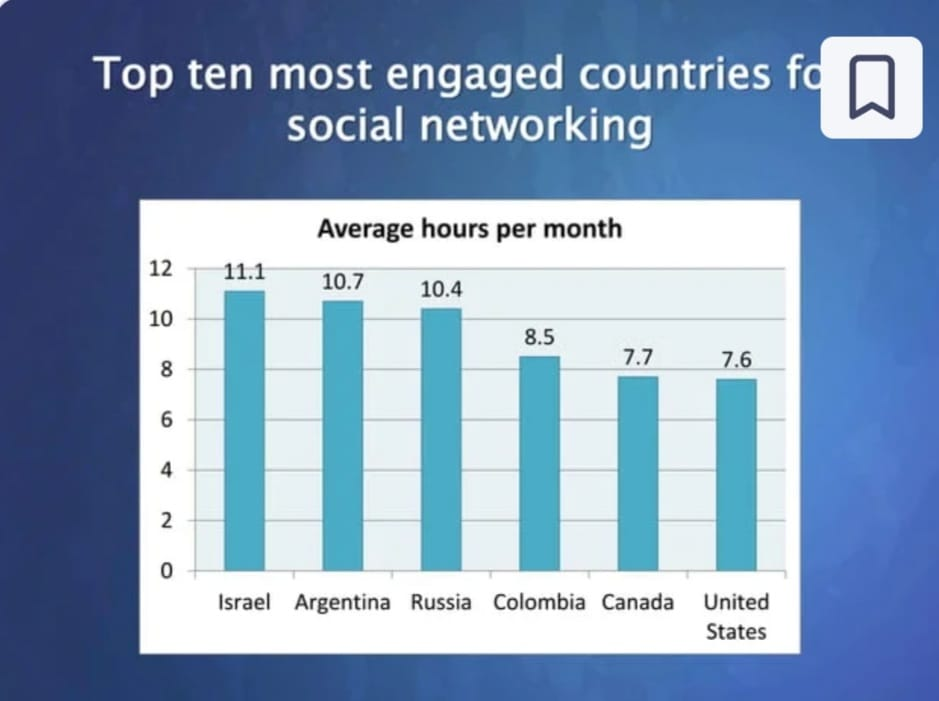 Top ten most engaged countries fo
social networking
Average hours per month
12
10
8
6
4
2
0
11.1
10.7
10.4
8.5
7.7
7.6
Israel Argentina Russia Colombia Canada United
States